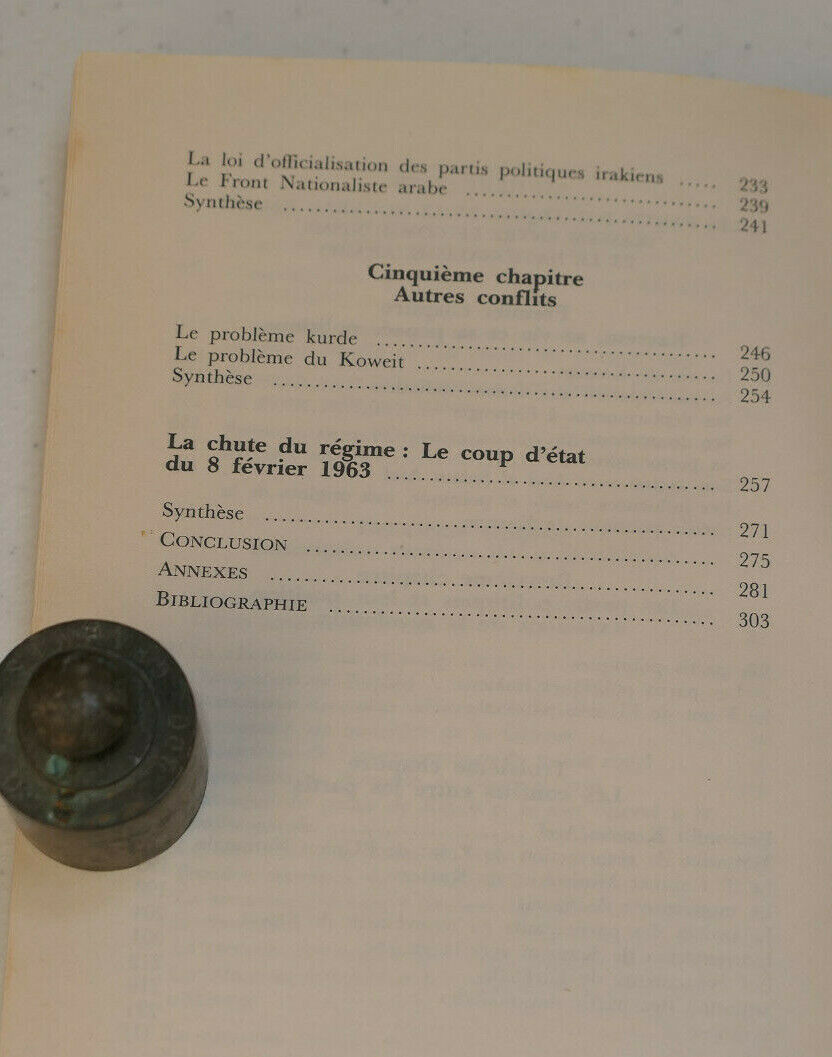 La loi d'officialisation des partis politiques irakiens ..... 233
Le Front Nationaliste arabe .................................... 239
Synthèse ............................................................... 241
Cinquième chapitre
Autres conflits
Le problème kurde ................................................ 246
Le problème du Koweit .......................................... 250
Synthèse ............................................................... 254
La chute du régime : Le coup d'état
du 8 février 1963 .................................................. 257
Synthèse ............................................................... 271
CONCLUSION ......................................................... 275
ANNEXES ............................................................... 281
BIBLIOGRAPHIE ...................................................... 303